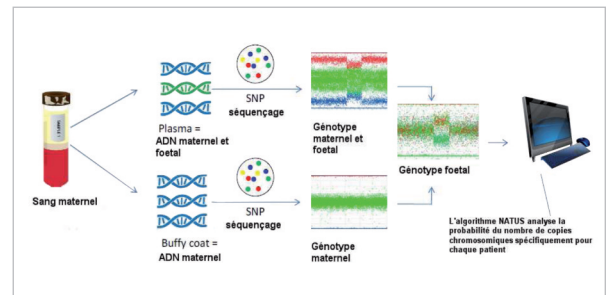 Sang maternel
Plasma =
ADN maternel et
foetal
SNP
séquençage
Génotype
maternel et
foetal
Buffy coat =
ADN maternel
SNP
séquençage
Génotype
maternel
Génotype foetal
L'algorithme NATUS analyse la
probabilité du nombre de copies
chromosomiques spécifiquement pour
chaque patient